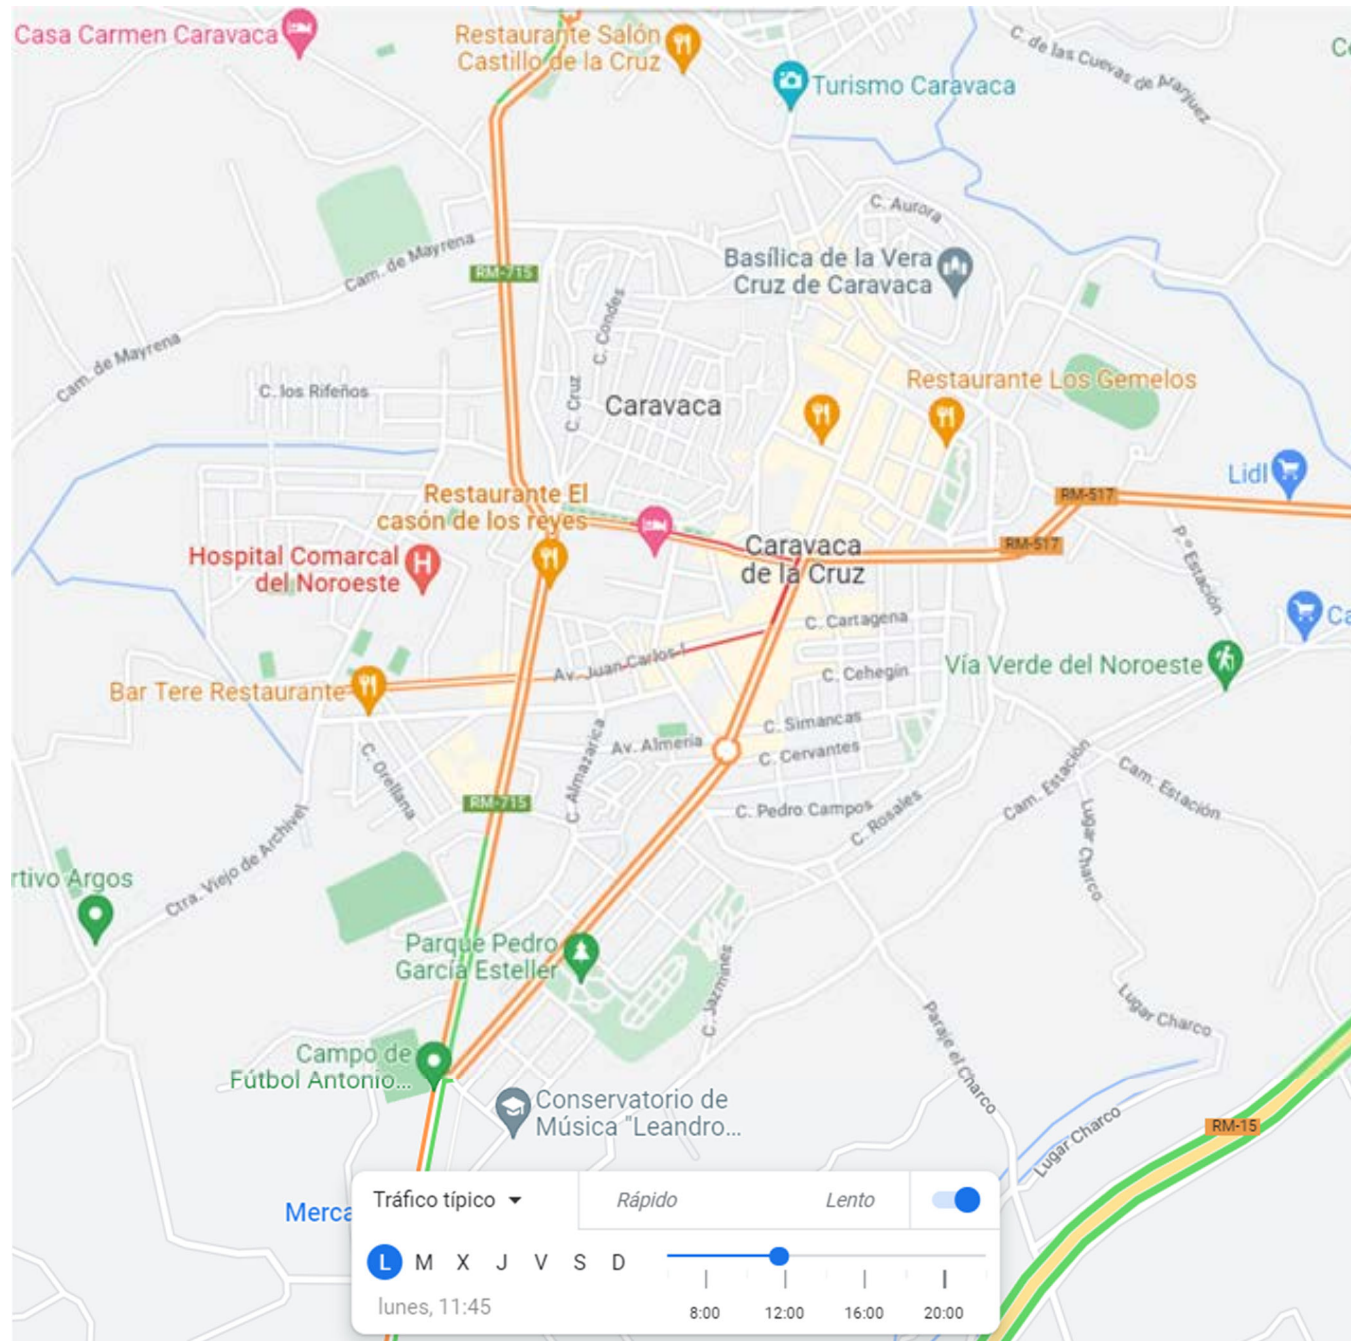 Casa Carmen Caravaca
Restaurante Salón
Castillo de la Cruz
Turismo Caravaca
C. de las Cuevas de Aranjuez
C. Aurora
Cam. de Mayrena
RM-715
Basílica de la Vera
Cruz de Caravaca
C. Condes
Cam. de Mayrena
C. los Rifeños
C. Cruz
Caravaca
Restaurante Los Gemelos
Lidl
RM-517
Restaurante El
casón de los reyes
Caravaca
de la Cruz
RM-517
P.º Estación
Hospital Comarcal
del Noroeste
C. Cartagena
Av. Juan Carlos I
C. Cehegín
Vía Verde del Noroeste
Bar Tere Restaurante
C. Simancas
Av. Almería
C. Cervantes
C. Orellana
C. Almazarica
RM-715
C. Pedro Campos
C. Rosales
Cam. Estación
Cam. Estación
Lugar Charco
Ctra. Viejo de Archivel
rtivo Argos
Parque Pedro
García Esteller
C. Jazmines
Lugar Charco
Paraje el Charco
Campo de
Fútbol Antonio...
Conservatorio de
Música "Leandro...
Lugar Charco
RM-15
Merca
Tráfico típico
Rápido
Lento
L M X J V S D
lunes, 11:45
8:00 12:00 16:00 20:00